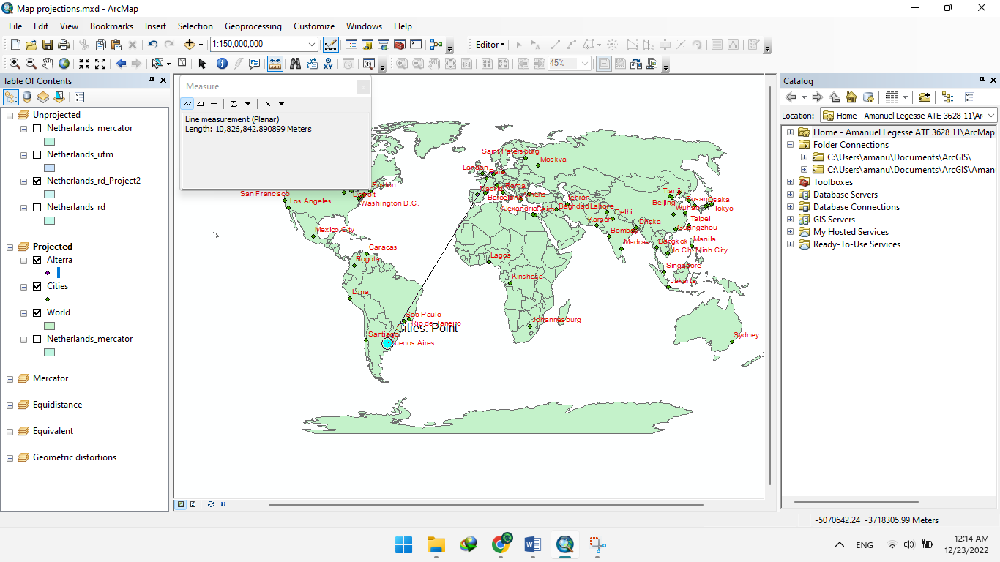 Map projections.mxd - ArcMap
File Edit View Bookmarks Insert Selection Geoprocessing Customize Windows Help
1:150,000,000
Editor
45%
Table Of Contents
Unprojected
Netherlands_mercator
Netherlands_utm
Netherlands_rd_Project2
Netherlands_rd
Projected
Alterra
Cities
World
Netherlands_mercator
Mercator
Equidistance
Equivalent
Geometric distortions
Measure
Line measurement (Planar)
Length: 10,826,842.890899 Meters
Saint Petersburg
Moskva
London
Madrid
Barcelona
Athens
San Francisco
Detroit
Los Angeles
Washington D.C.
Mexico City
Caracas
Bogota
Lima
Sao Paulo
Rio de Janeiro
Cities: Point
Santiago
Buenos Aires
Alexandria
Cairo
Baghdad
Tehran
Lahore
Karachi
Delhi
Dhaka
Bombay
Madras
Tianjin
Beijing
Busan
Osaka
Tokyo
Wuhan
Taipei
Guangzhou
Bangkok
Manila
Ho Chi Minh City
Singapore
Jakarta
Lagos
Kinshasa
Johannesburg
Sydney
Catalog
Location: Home - Amanuel Legesse ATE 3628 11\Ar
Home - Amanuel Legesse ATE 3628 11\ArcMap
Folder Connections
C:\Users\amanu\Documents\ArcGIS\
C:\Users\amanu\Documents\ArcGIS\Amanu
Toolboxes
Database Servers
Database Connections
GIS Servers
My Hosted Services
Ready-To-Use Services
-5070642.24 -3718305.99 Meters
ENG
12:14 AM
12/23/2022